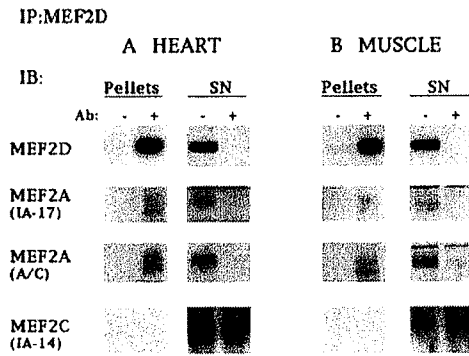 IP:MEF2D
A HEART B MUSCLE
IB: Pellets SN Pellets SN
Ab: - + - + - + - +
MEF2D
MEF2A
(IA-17)
MEF2A
(A/C)
MEF2C
(IA-14)